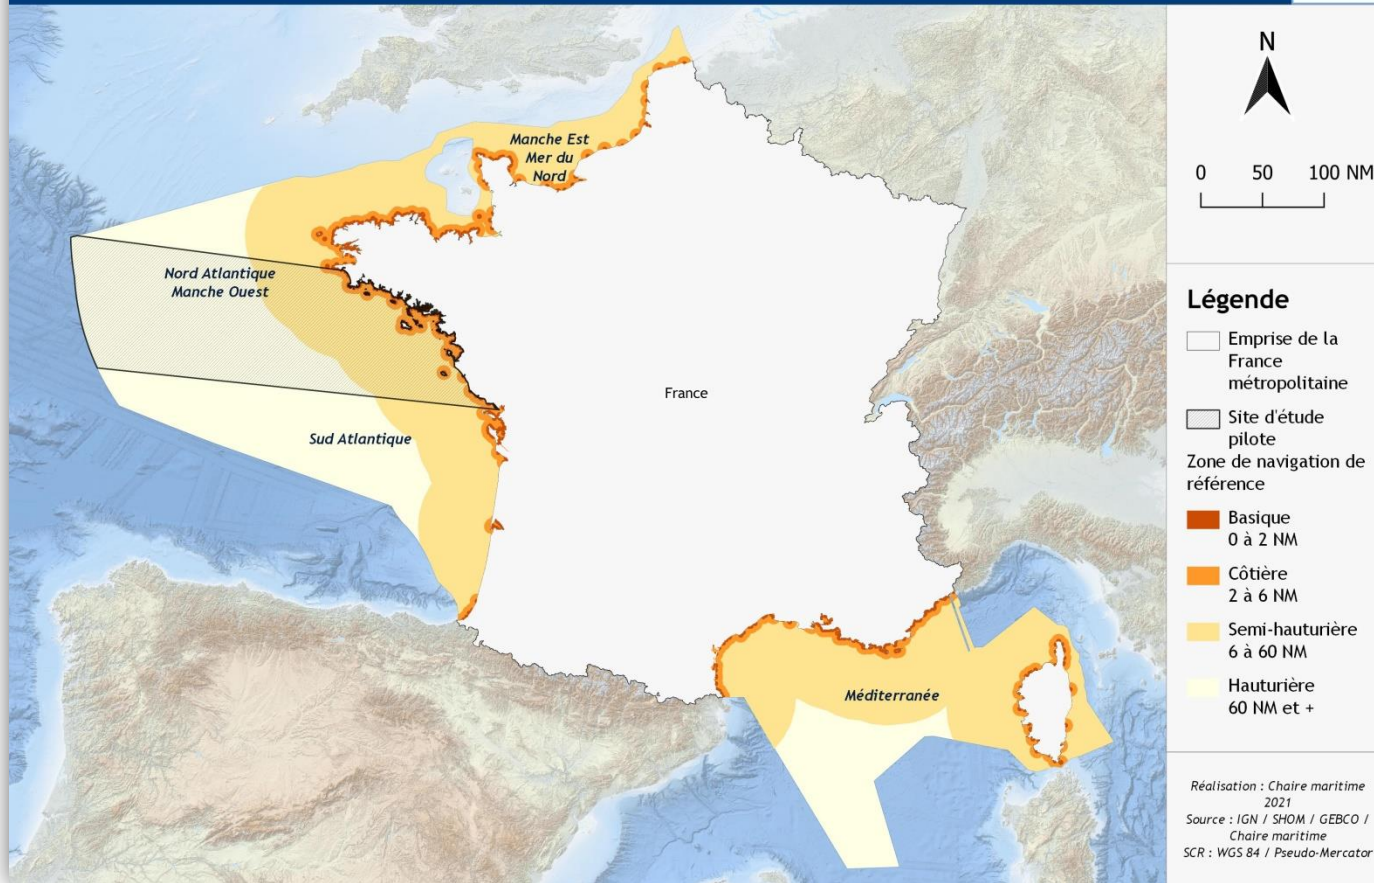 Manche Est
Mer du
Nord
Nord Atlantique
Manche Ouest
France
Sud Atlantique
Méditerranée
N
0 50 100 NM
Légende
Emprise de la
France
métropolitaine
Site d'étude
pilote
Zone de navigation de
référence
Basique
0 à 2 NM
Côtière
2 à 6 NM
Semi-hauturière
6 à 60 NM
Hauturière
60 NM et +
Réalisation : Chaire maritime
2021
Source : IGN / SHOM / GEBCO /
Chaire maritime
SCR : WGS 84 / Pseudo-Mercator